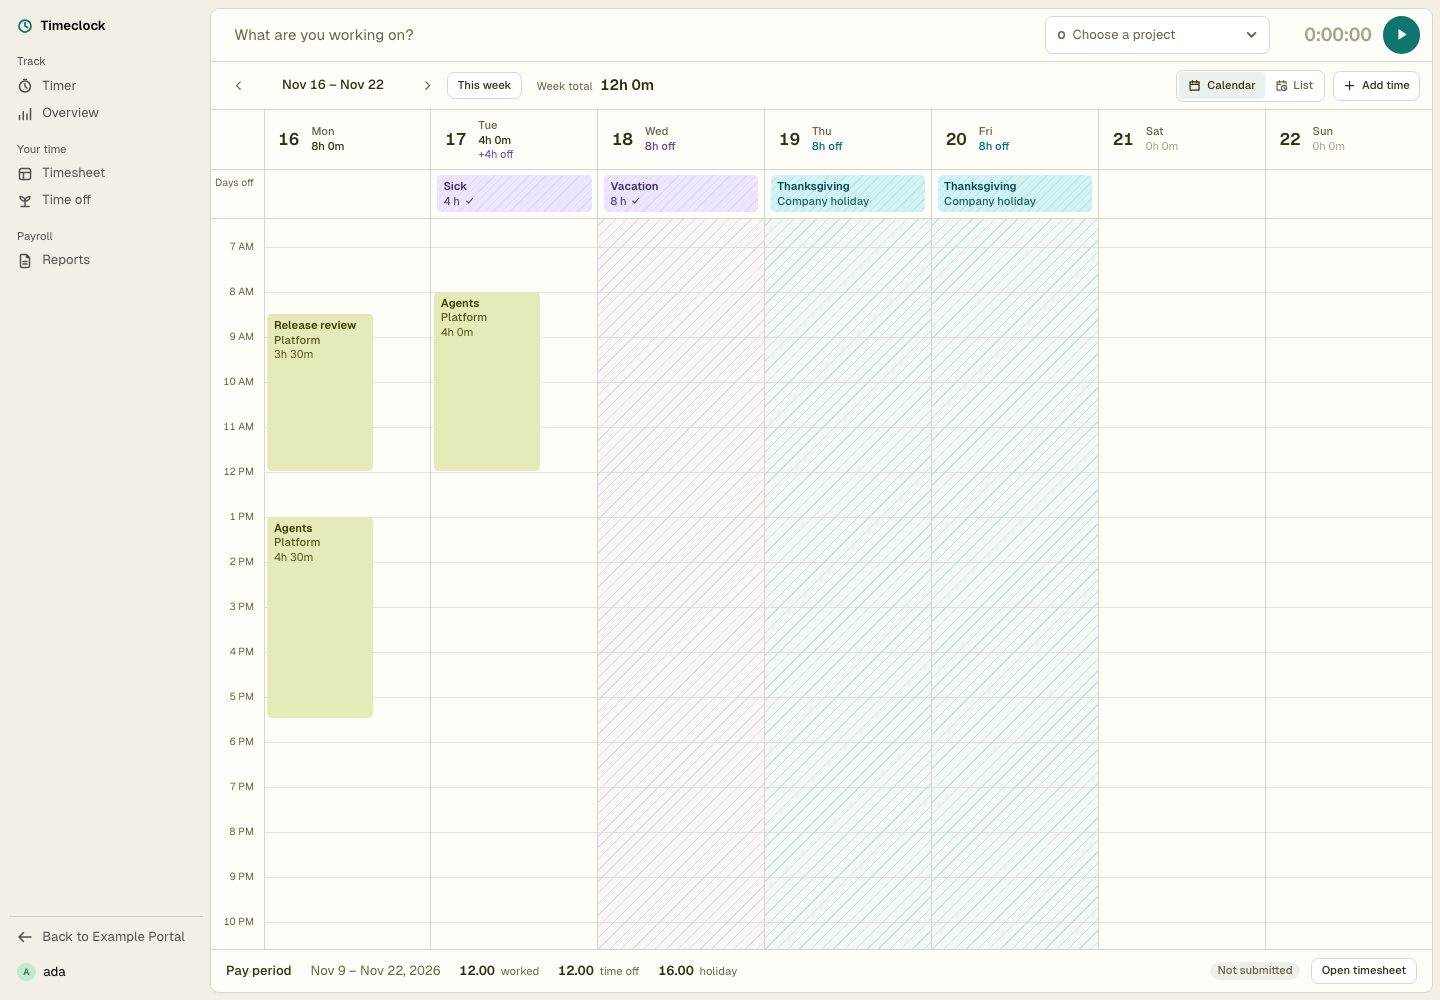 Timeclock
Track
Timer
Overview
Your time
Timesheet
Time off
Payroll
Reports
Back to Example Portal
A ada
What are you working on?
Choose a project
0:00:00
Nov 16 – Nov 22
This week
Week total 12h 0m
Calendar
List
Add time
16 Mon 8h 0m
17 Tue 4h 0m +4h off
18 Wed 8h off
19 Thu 8h off
20 Fri 8h off
21 Sat 0h 0m
22 Sun 0h 0m
Days off
Sick
4 h ✓
Vacation
8 h ✓
Thanksgiving
Company holiday
Thanksgiving
Company holiday
7 AM
8 AM
9 AM
10 AM
11 AM
12 PM
1 PM
2 PM
3 PM
4 PM
5 PM
6 PM
7 PM
8 PM
9 PM
10 PM
Release review
Platform
3h 30m
Agents
Platform
4h 30m
Agents
Platform
4h 0m
Pay period Nov 9 – Nov 22, 2026 12.00 worked 12.00 time off 16.00 holiday
Not submitted
Open timesheet